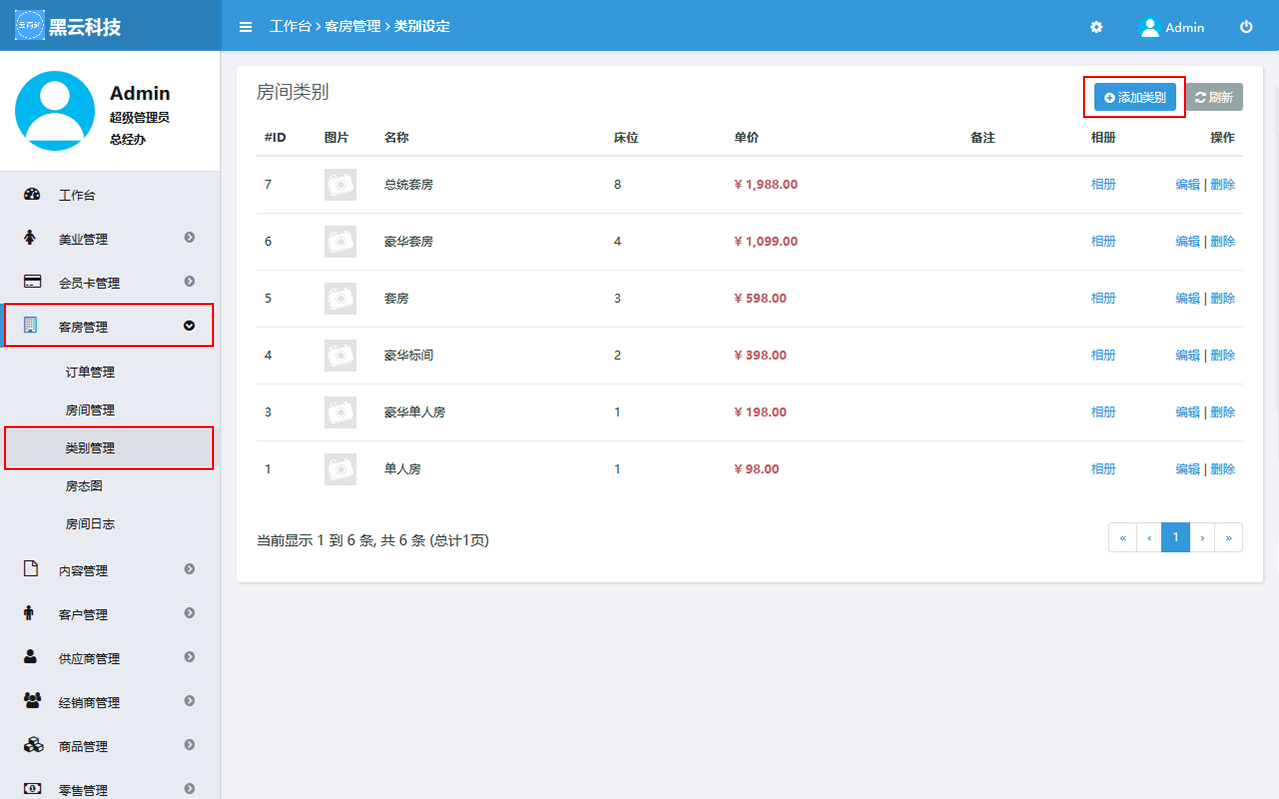 黑云科技
工作台 › 客房管理 › 类别设定
Admin
Admin
超级管理员
总经办
工作台
美业管理
会员卡管理
客房管理
订单管理
房间管理
类别管理
房态图
房间日志
内容管理
客户管理
供应商管理
经销商管理
商品管理
零售管理
房间类别
添加类别
刷新
#ID 图片 名称 床位 单价 备注 相册 操作
7 总统套房 8 ¥ 1,988.00 相册 编辑 | 删除
6 豪华套房 4 ¥ 1,099.00 相册 编辑 | 删除
5 套房 3 ¥ 598.00 相册 编辑 | 删除
4 豪华标间 2 ¥ 398.00 相册 编辑 | 删除
3 豪华单人房 1 ¥ 198.00 相册 编辑 | 删除
1 单人房 1 ¥ 98.00 相册 编辑 | 删除
当前显示 1 到 6 条, 共 6 条 (总计1页)
« ‹ 1 › »